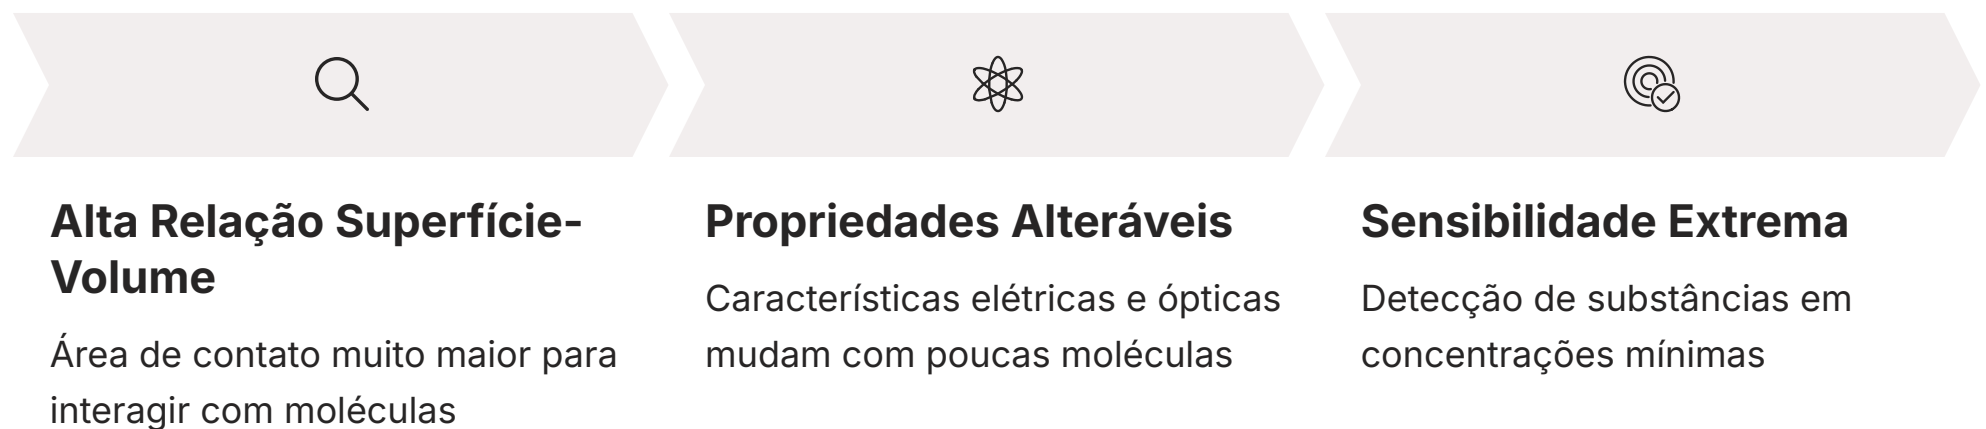 Alta Relação Superfície-
Volume
Área de contato muito maior para
interagir com moléculas
Propriedades Alteráveis
Características elétricas e ópticas
mudam com poucas moléculas
Sensibilidade Extrema
Detecção de substâncias em
concentrações mínimas